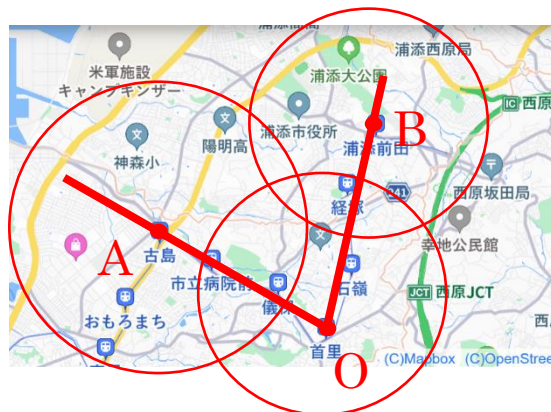 浦添西原局
米軍施設
キャンプキンザー
浦添大公園
西原
IC
陽明高
浦添市役所
B
浦添前田
神森小
経塚
241
西原坂田局
幸地公民館
A
古島
市立病院前
石嶺
JCT 西原JCT
儀保
おもろまち
首里
O
(C)Mapbox (C)OpenStree